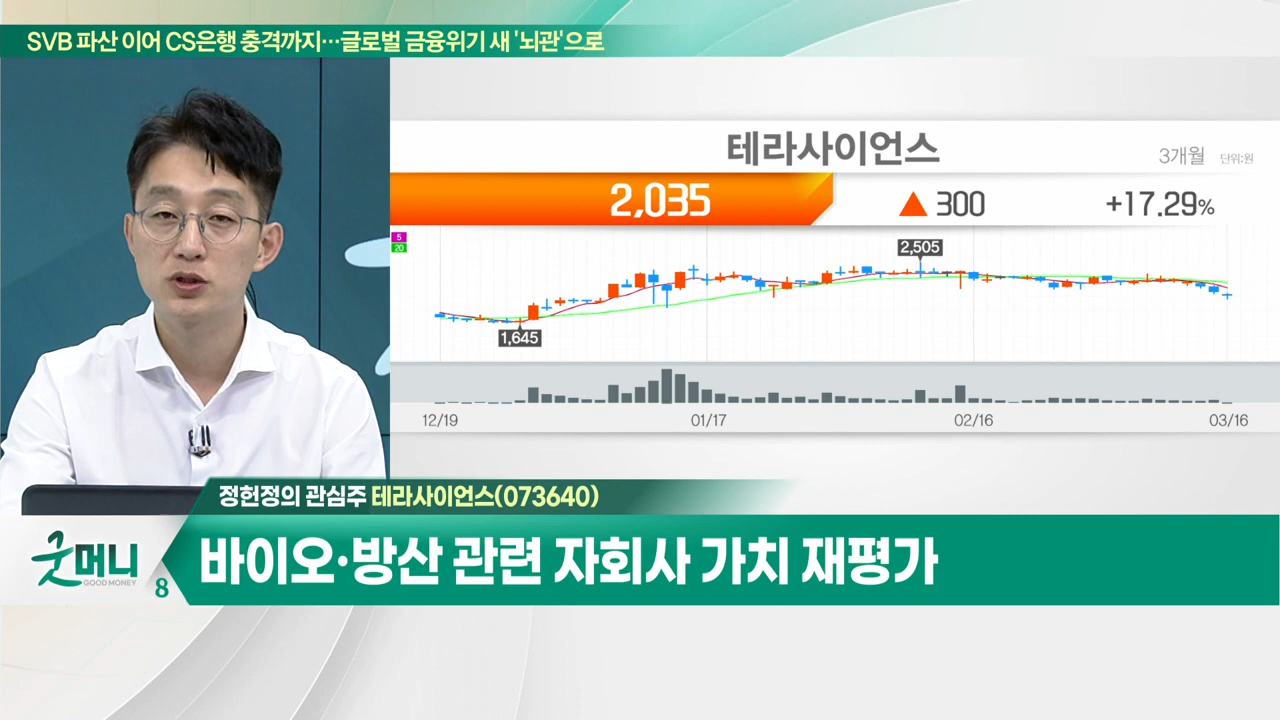 SVB 파산 이어 CS은행 충격까지…글로벌 금융위기 새 '뇌관'으로
테라사이언스
3개월 단위:원
2,035 ▲ 300 +17.29%
5
20
2,505
1,645
12/19 01/17 02/16 03/16
정헌정의 관심주 테라사이언스(073640)
바이오·방산 관련 자회사 가치 재평가
굿머니
GOOD MONEY
8